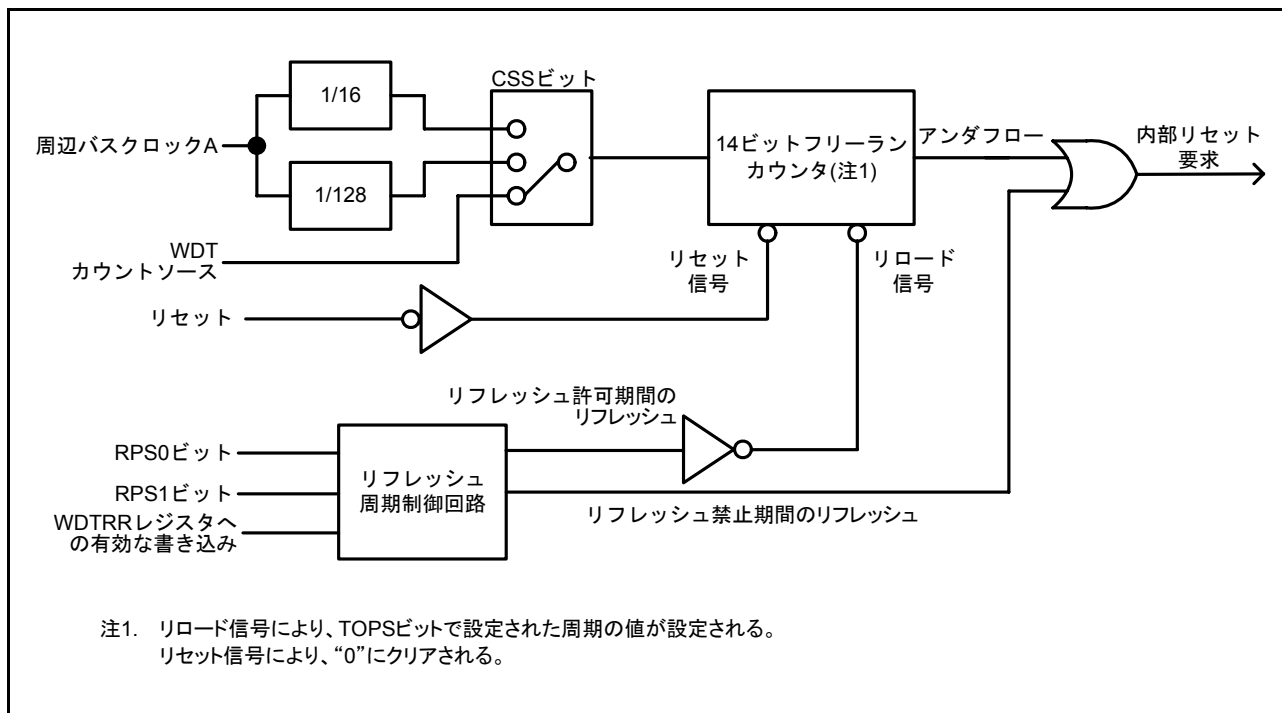 1/16
CSSビット
周辺バスクロックA
1/128
14ビットフリーラン
カウンタ(注1)
アンダフロー
内部リセット
要求
WDT
カウントソース
リセット
信号
リロード
信号
リセット
リフレッシュ許可期間の
リフレッシュ
RPS0ビット
RPS1ビット
WDTRRレジスタへ
の有効な書き込み
リフレッシュ
周期制御回路
リフレッシュ禁止期間のリフレッシュ
注1. リロード信号により、TOPSビットで設定された周期の値が設定される。
リセット信号により、“0”にクリアされる。